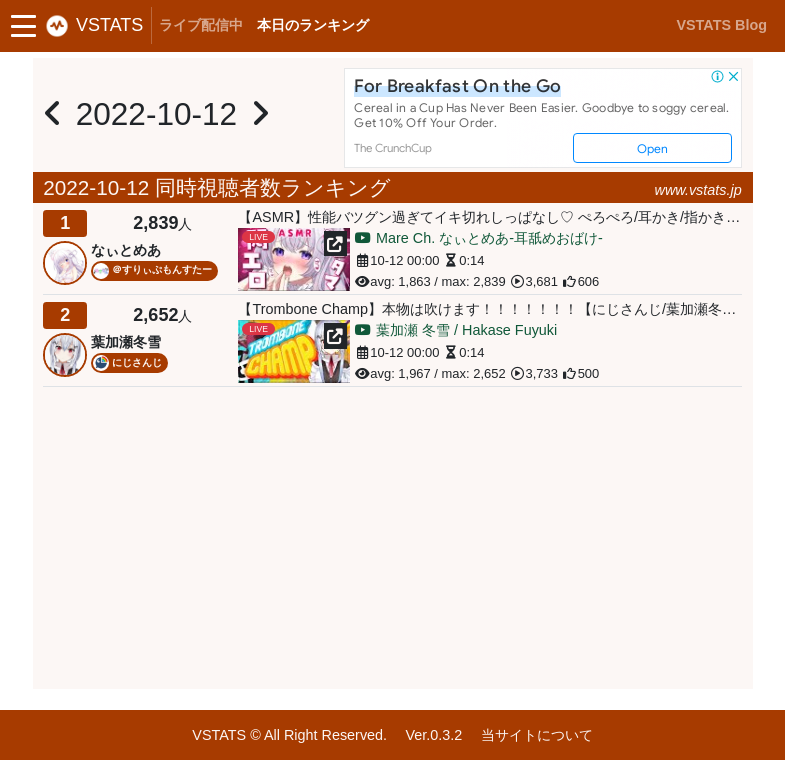 VSTATS ライブ配信中 本日のランキング VSTATS Blog
2022-10-12
For Breakfast On the Go
Cereal in a Cup Has Never Been Easier. Goodbye to soggy cereal.
Get 10% Off Your Order.
The CrunchCup Open
2022-10-12 同時視聴者数ランキング www.vstats.jp
1 2,839人
なぃとめあ
@すりぃぷもんすたー
【ASMR】性能バツグン過ぎてイキ切れしっぱなし♡ ぺろぺろ/耳かき/指かき…
LIVE ASMR
Mare Ch. なぃとめあ-耳舐めおばけ-
10-12 00:00 0:14
avg: 1,863 / max: 2,839 3,681 606
2 2,652人
葉加瀬冬雪
にじさんじ
【Trombone Champ】本物は吹けます！！！！！！！【にじさんじ/葉加瀬冬…
LIVE
TROMBONE
CHAMP
葉加瀬 冬雪 / Hakase Fuyuki
10-12 00:00 0:14
avg: 1,967 / max: 2,652 3,733 500
VSTATS © All Right Reserved. Ver.0.3.2 当サイトについて